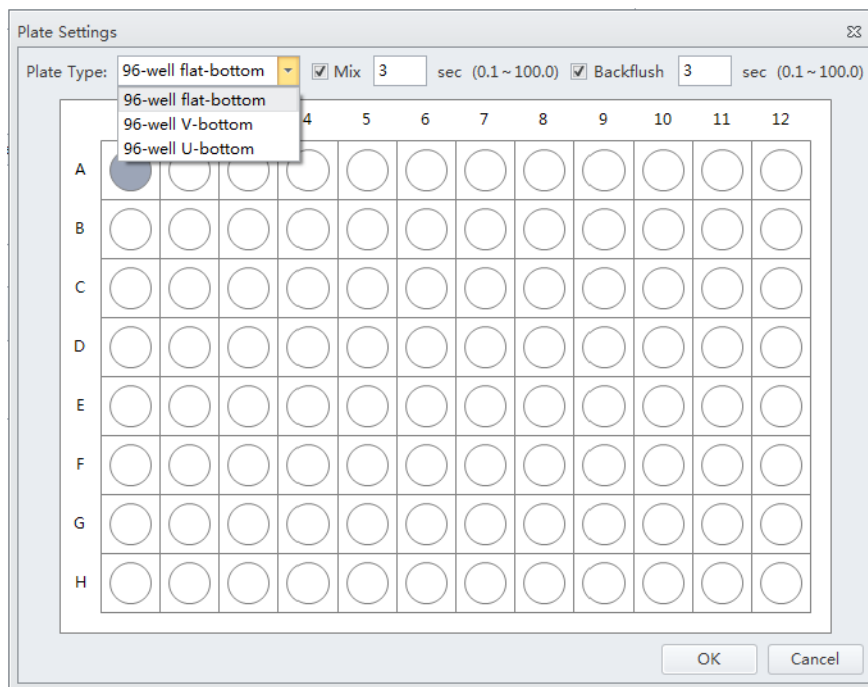 Plate Settings
Plate Type: 96-well flat-bottom Mix 3 sec (0.1~100.0) Backflush 3 sec (0.1~100.0)
96-well flat-bottom
96-well V-bottom
96-well U-bottom
4 5 6 7 8 9 10 11 12
A
B
C
D
E
F
G
H
OK Cancel